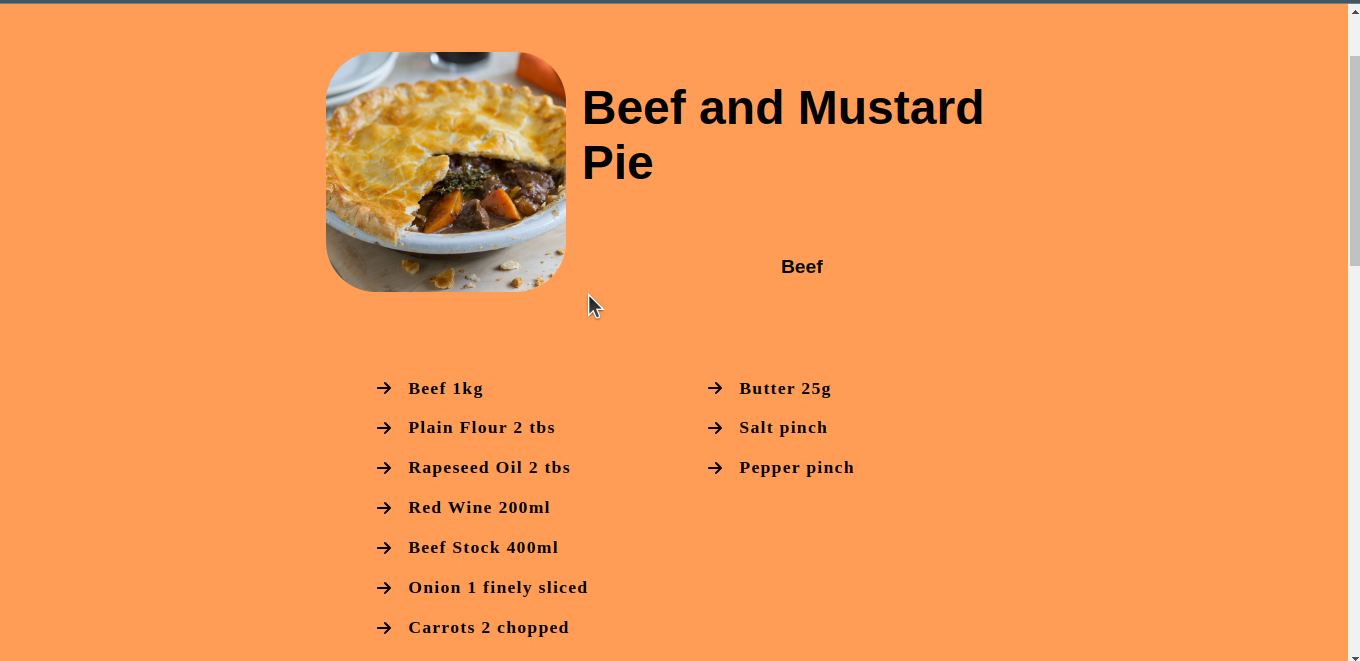 Beef and Mustard
Pie
Beef
Beef 1kg
Plain Flour 2 tbs
Rapeseed Oil 2 tbs
Red Wine 200ml
Beef Stock 400ml
Onion 1 finely sliced
Carrots 2 chopped
Butter 25g
Salt pinch
Pepper pinch